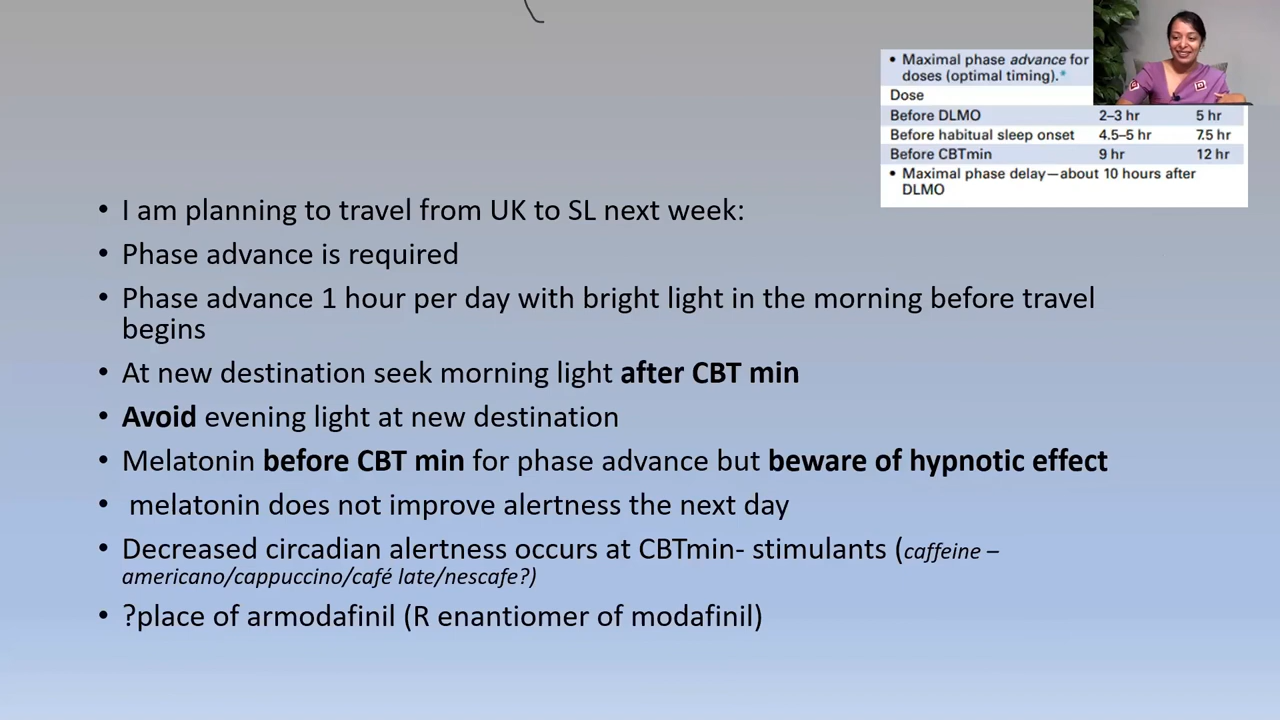 • Maximal phase advance for
doses (optimal timing).*
Dose
Before DLMO 2–3 hr 5 hr
Before habitual sleep onset 4.5–5 hr 7.5 hr
Before CBTmin 9 hr 12 hr
• Maximal phase delay—about 10 hours after
DLMO
• I am planning to travel from UK to SL next week:
• Phase advance is required
• Phase advance 1 hour per day with bright light in the morning before travel
begins
• At new destination seek morning light after CBT min
• Avoid evening light at new destination
• Melatonin before CBT min for phase advance but beware of hypnotic effect
• melatonin does not improve alertness the next day
• Decreased circadian alertness occurs at CBTmin- stimulants (caffeine –
americano/cappuccino/café late/nescafe?)
• ?place of armodafinil (R enantiomer of modafinil)